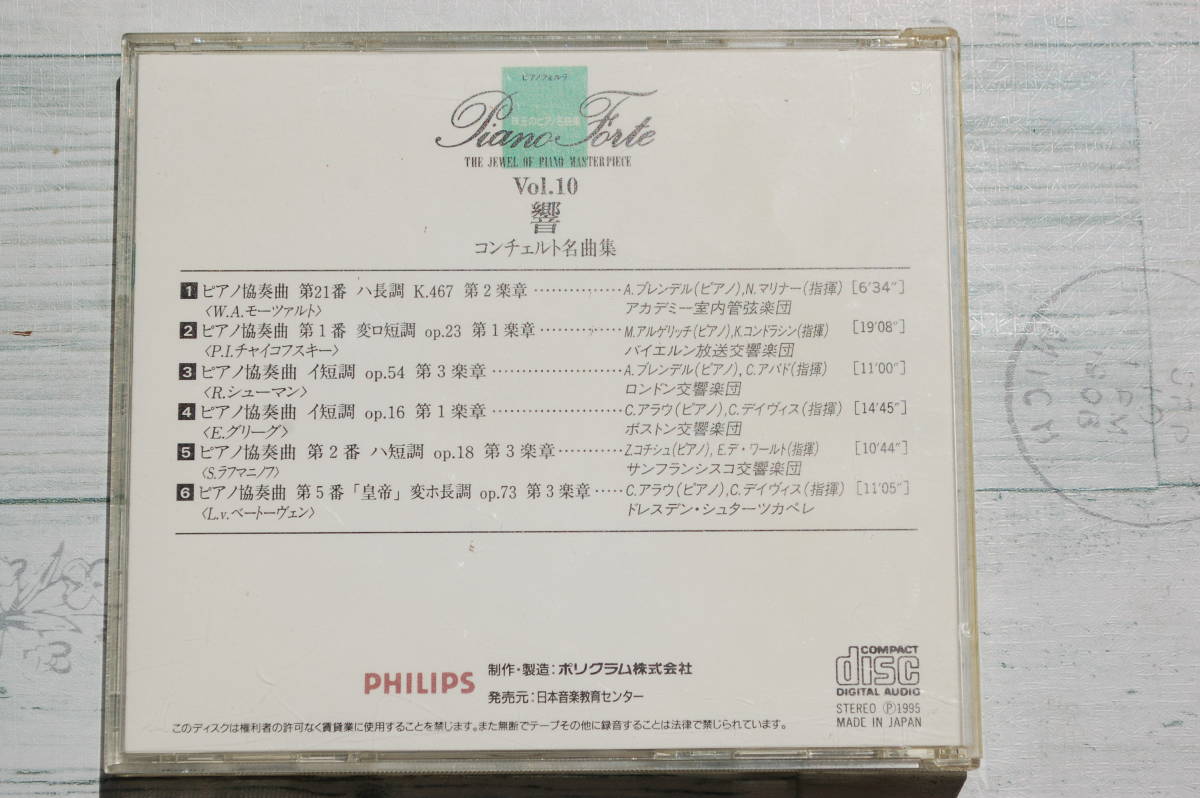 ピアノフォルテ
珠玉のピアノ名曲集
Piano Forte
THE JEWEL OF PIANO MASTERPIECE
Vol.10
響
コンチェルト名曲集
1 ピアノ協奏曲 第21番 ハ長調 K.467 第2楽章 ‥‥‥‥‥ A.ブレンデル(ピアノ),N.マリナー(指揮) [6'34"]
〈W.A.モーツァルト〉 アカデミー室内管弦楽団
2 ピアノ協奏曲 第1番 変ロ短調 op.23 第1楽章 ‥‥‥‥‥ M.アルゲリッチ(ピアノ),K.コンドラシン(指揮) [19'08"]
〈P.I.チャイコフスキー〉 バイエルン放送交響楽団
3 ピアノ協奏曲 イ短調 op.54 第3楽章 ‥‥‥‥‥‥‥‥ A.ブレンデル(ピアノ), C.アバド(指揮) [11'00"]
〈R.シューマン〉 ロンドン交響楽団
4 ピアノ協奏曲 イ短調 op.16 第1楽章 ‥‥‥‥‥‥‥‥ C.アラウ(ピアノ),C.デイヴィス(指揮) [14'45"]
〈E.グリーグ〉 ボストン交響楽団
5 ピアノ協奏曲 第2番 ハ短調 op.18 第3楽章 ‥‥‥‥ Z.コチシュ(ピアノ), E.デ・ワールト(指揮) [10'44"]
〈S.ラフマニノフ〉 サンフランシスコ交響楽団
6 ピアノ協奏曲 第5番「皇帝」変ホ長調 op.73 第3楽章 ‥‥ C.アラウ(ピアノ),C.デイヴィス(指揮) [11'05"]
〈L.v.ベートーヴェン〉 ドレスデン・シュターツカペレ
PHILIPS
制作・製造：ポリグラム株式会社
発売元：日本音楽教育センター
COMPACT
disc
DIGITAL AUDIO
STEREO Ⓟ1995
MADE IN JAPAN
このディスクは権利者の許可なく賃貸業に使用することを禁じます。また無断でテープその他に録音することは法律で禁じられています。